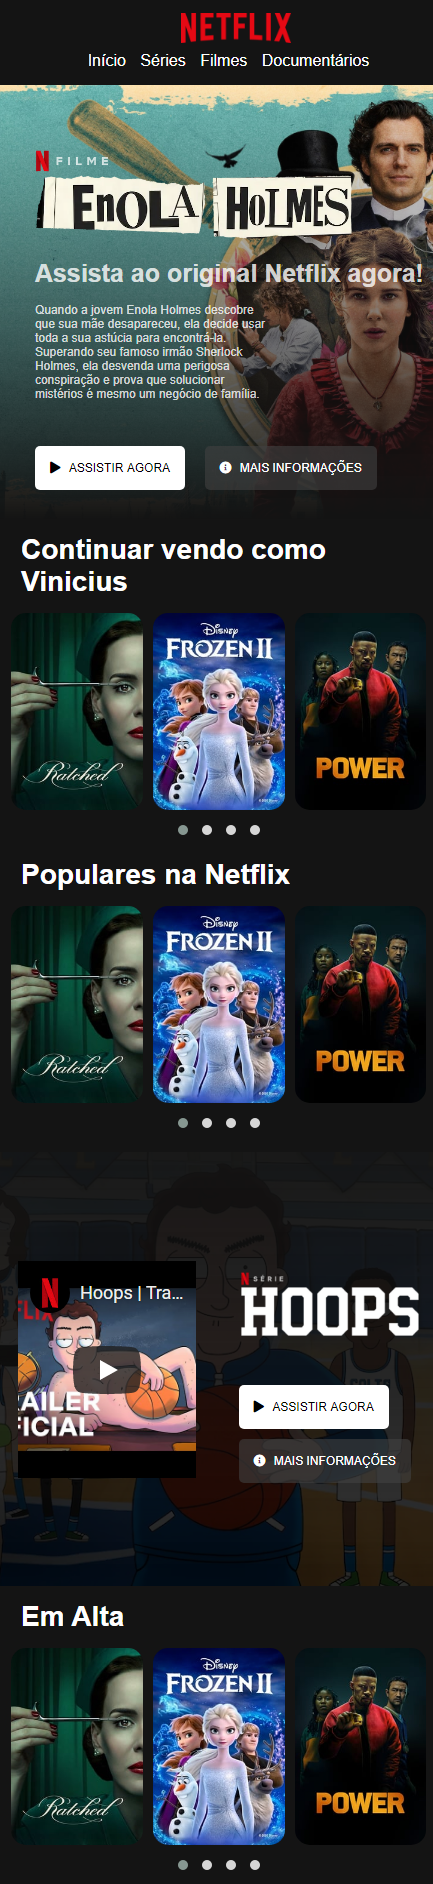 NETFLIX
Início Séries Filmes Documentários
N FILME
ENOLA HOLMES
Assista ao original Netflix agora!
Quando a jovem Enola Holmes descobre
que sua mãe desapareceu, ela decide usar
toda a sua astúcia para encontrá-la.
Superando seu famoso irmão Sherlock
Holmes, ela desvenda uma perigosa
conspiração e prova que solucionar
mistérios é mesmo um negócio de família.
ASSISTIR AGORA
MAIS INFORMAÇÕES
Continuar vendo como
Vinicius
Ratched
Disney
FROZEN II
POWER
Populares na Netflix
Ratched
Disney
FROZEN II
POWER
N SÉRIE
HOOPS
Hoops | Tra...
FLIX
RAILER
FICIAL
ASSISTIR AGORA
MAIS INFORMAÇÕES
Em Alta
Ratched
Disney
FROZEN II
POWER